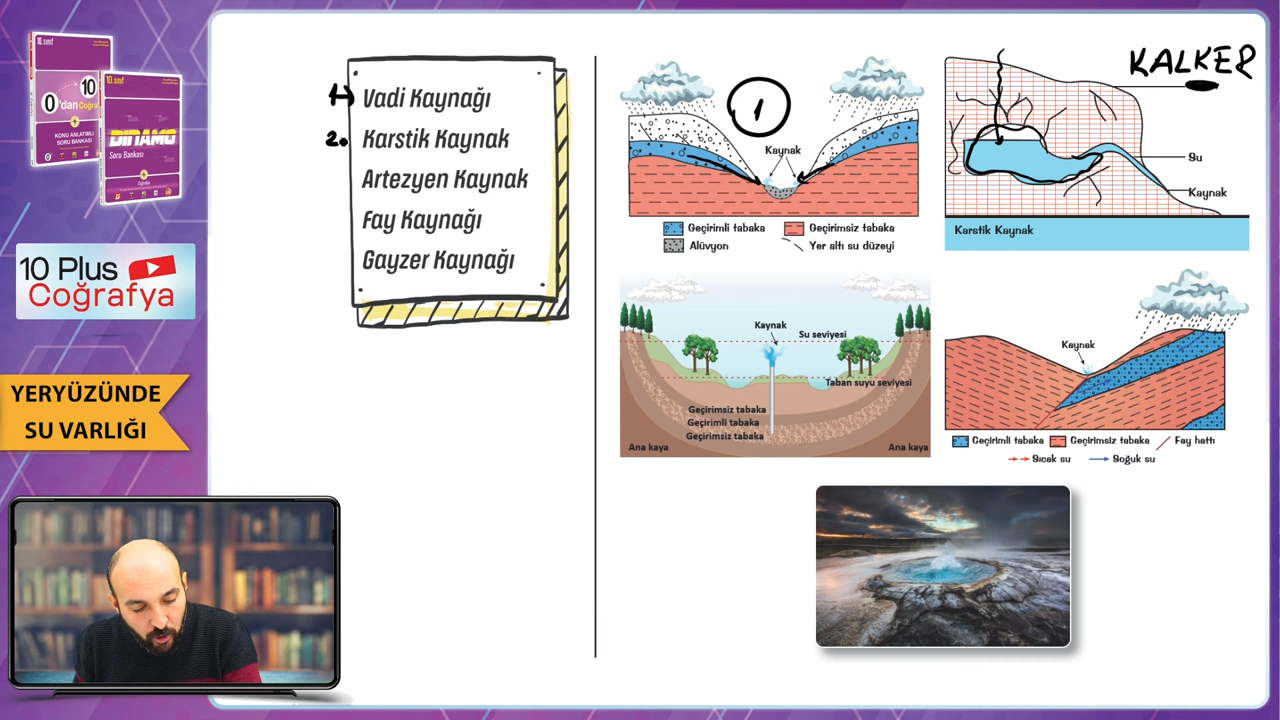 10.sınıf
0'dan 10
Coğrafya
KONU ANLATIMLI
SORU BANKASI
10.sınıf
DİNAMO
Soru Bankası
10 Plus
Coğrafya
YERYÜZÜNDE
SU VARLIĞI
1-) Vadi Kaynağı
2. Karstik Kaynak
Artezyen Kaynak
Fay Kaynağı
Gayzer Kaynağı
1
Kaynak
Geçirimli tabaka
Geçirimsiz tabaka
Alüvyon
Yer altı su düzeyi
KALKER
Su
Kaynak
Karstik Kaynak
Kaynak
Su seviyesi
Taban suyu seviyesi
Geçirimsiz tabaka
Geçirimli tabaka
Geçirimsiz tabaka
Ana kaya
Ana kaya
Kaynak
Geçirimli tabaka
Geçirimsiz tabaka
Fay hattı
Sıcak su
Soğuk su